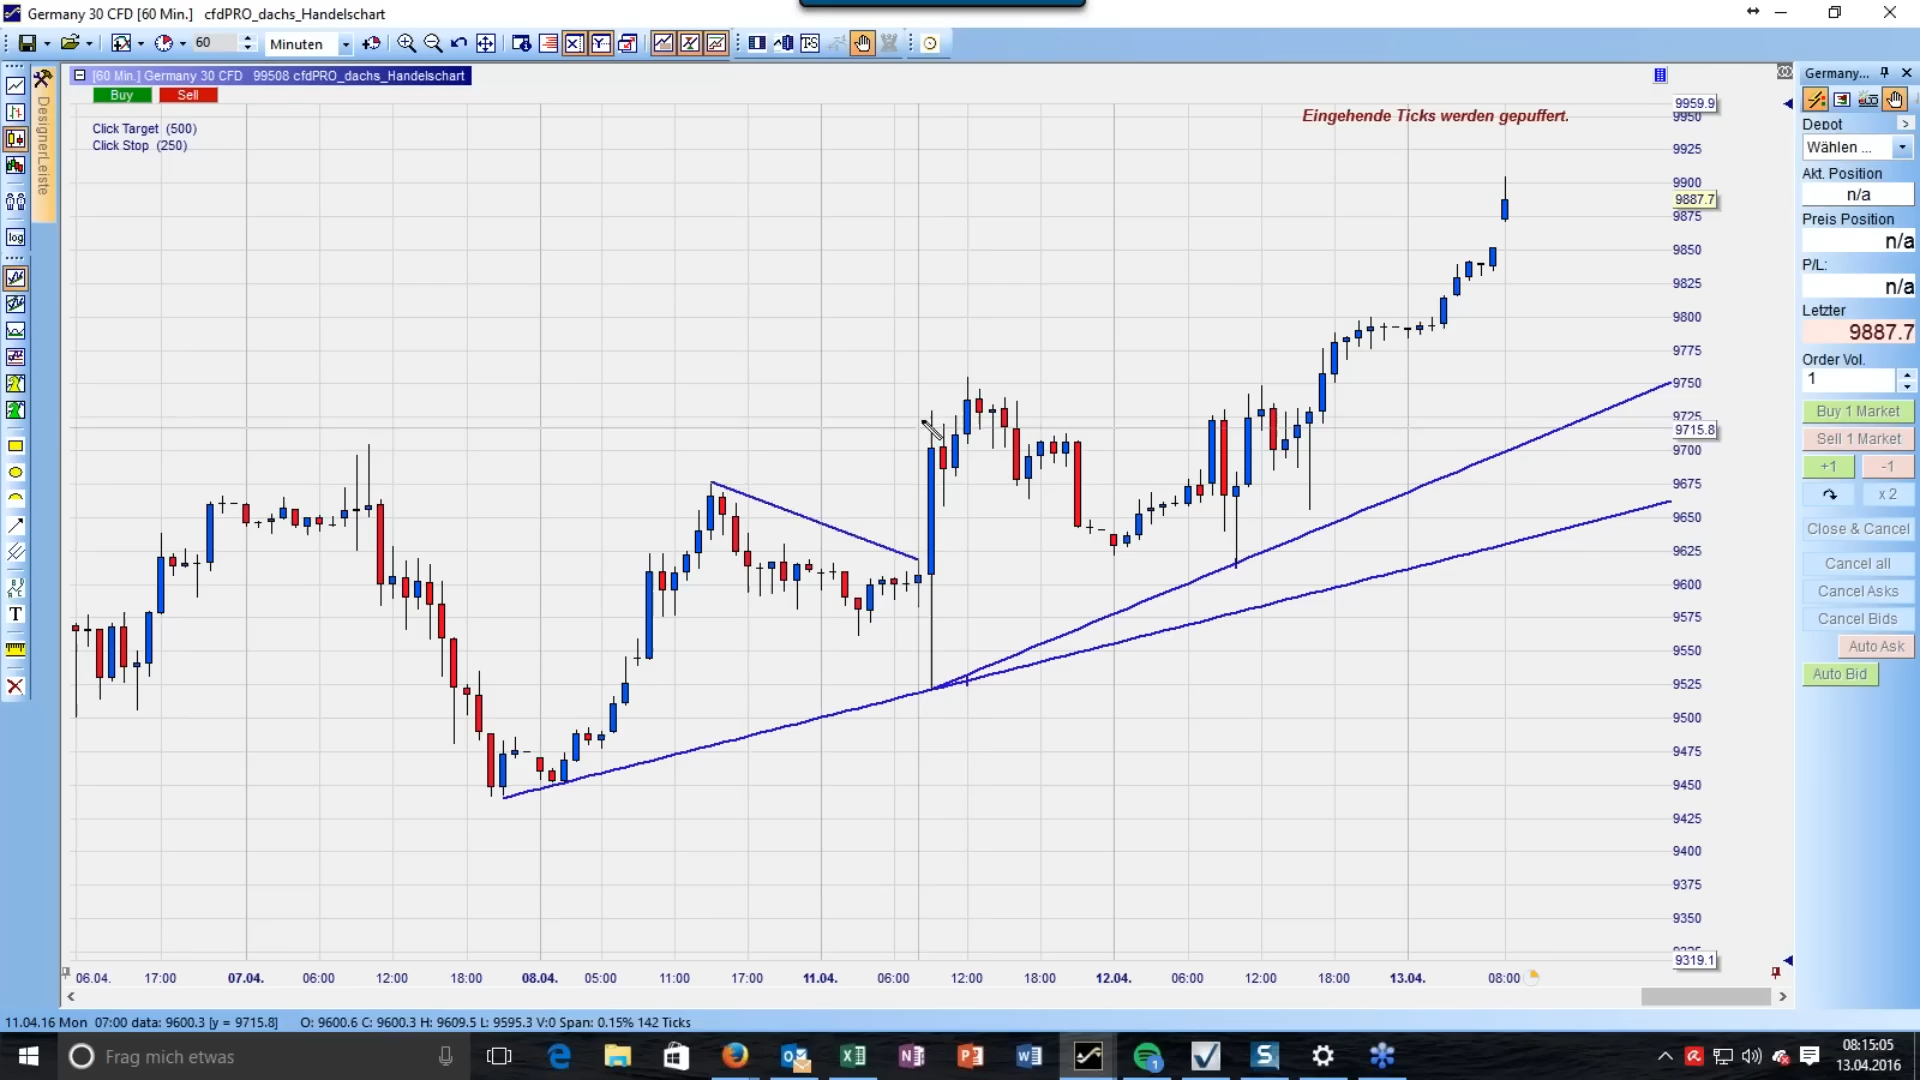 Germany 30 CFD [60 Min.]   cfdPRO_dachs_Handelschart
60
Minuten
T-S
[60 Min.] Germany 30 CFD   99508 cfdPRO_dachs_Handelschart
Buy
Sell
Click Target  (500)
Click Stop  (250)
Eingehende Ticks werden gepuffert.
DesignerLeiste
log
T
9959.9
9950
9925
9900
9887.7
9875
9850
9825
9800
9775
9750
9725
9715.8
9700
9675
9650
9625
9600
9575
9550
9525
9500
9475
9450
9425
9400
9375
9350
9325
9319.1
06.04.
17:00
07.04.
06:00
12:00
18:00
08.04.
05:00
11:00
17:00
11.04.
06:00
12:00
18:00
12.04.
06:00
12:00
18:00
13.04.
08:00
Germany...
Depot
Wählen ...
Akt. Position
n/a
Preis Position
n/a
P/L:
n/a
Letzter
9887.7
Order Vol.
1
Buy 1 Market
Sell 1 Market
+1
-1
x 2
Close & Cancel
Cancel all
Cancel Asks
Cancel Bids
Auto Ask
Auto Bid
11.04.16 Mon  07:00 data: 9600.3 [y = 9715.8]
O: 9600.6 C: 9600.3 H: 9609.5 L: 9595.3 V:0 Span: 0.15% 142 Ticks
Frag mich etwas
08:15:05
13.04.2016